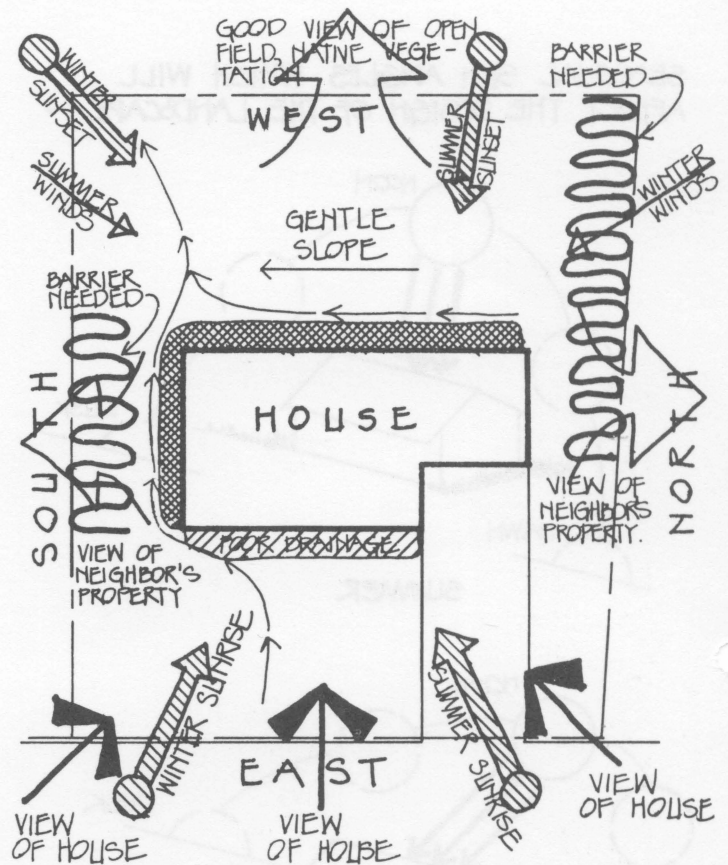 GOOD VIEW OF OPEN
FIELD, NATIVE VEGE-
TATION
BARRIER
NEEDED
WINTER
SUNSET
WEST
SUMMER
SUNSET
SUMMER
WINDS
WINTER
WINDS
GENTLE
SLOPE
BARRIER
NEEDED
HOUSE
SOUTH
NORTH
VIEW OF
NEIGHBORS
PROPERTY.
POOR DRAINAGE
VIEW OF
NEIGHBOR'S
PROPERTY
WINTER SUNRISE
SUMMER SUNRISE
EAST
VIEW
OF HOUSE
VIEW
OF HOUBE
VIEW
OF HOUSE